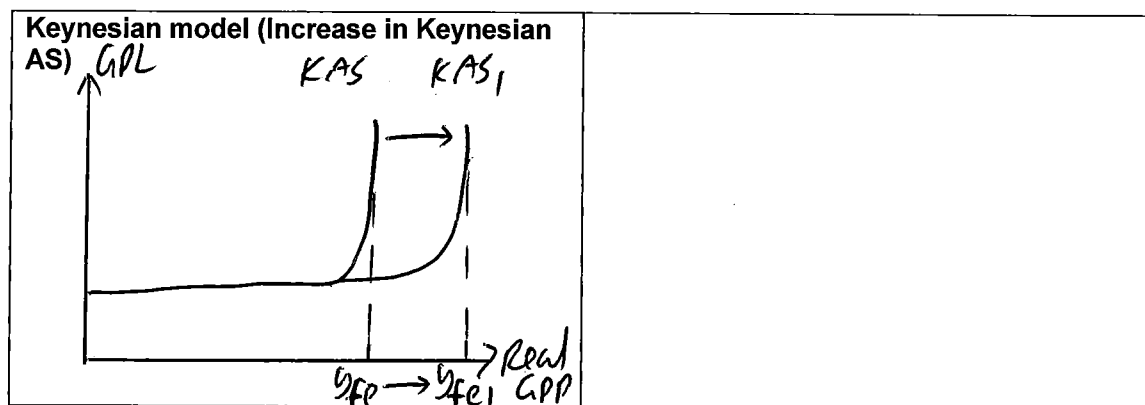 Keynesian model (Increase in Keynesian
AS) GPL
KAS KAS₁
Real
Yfe → Yfe₁ GDP